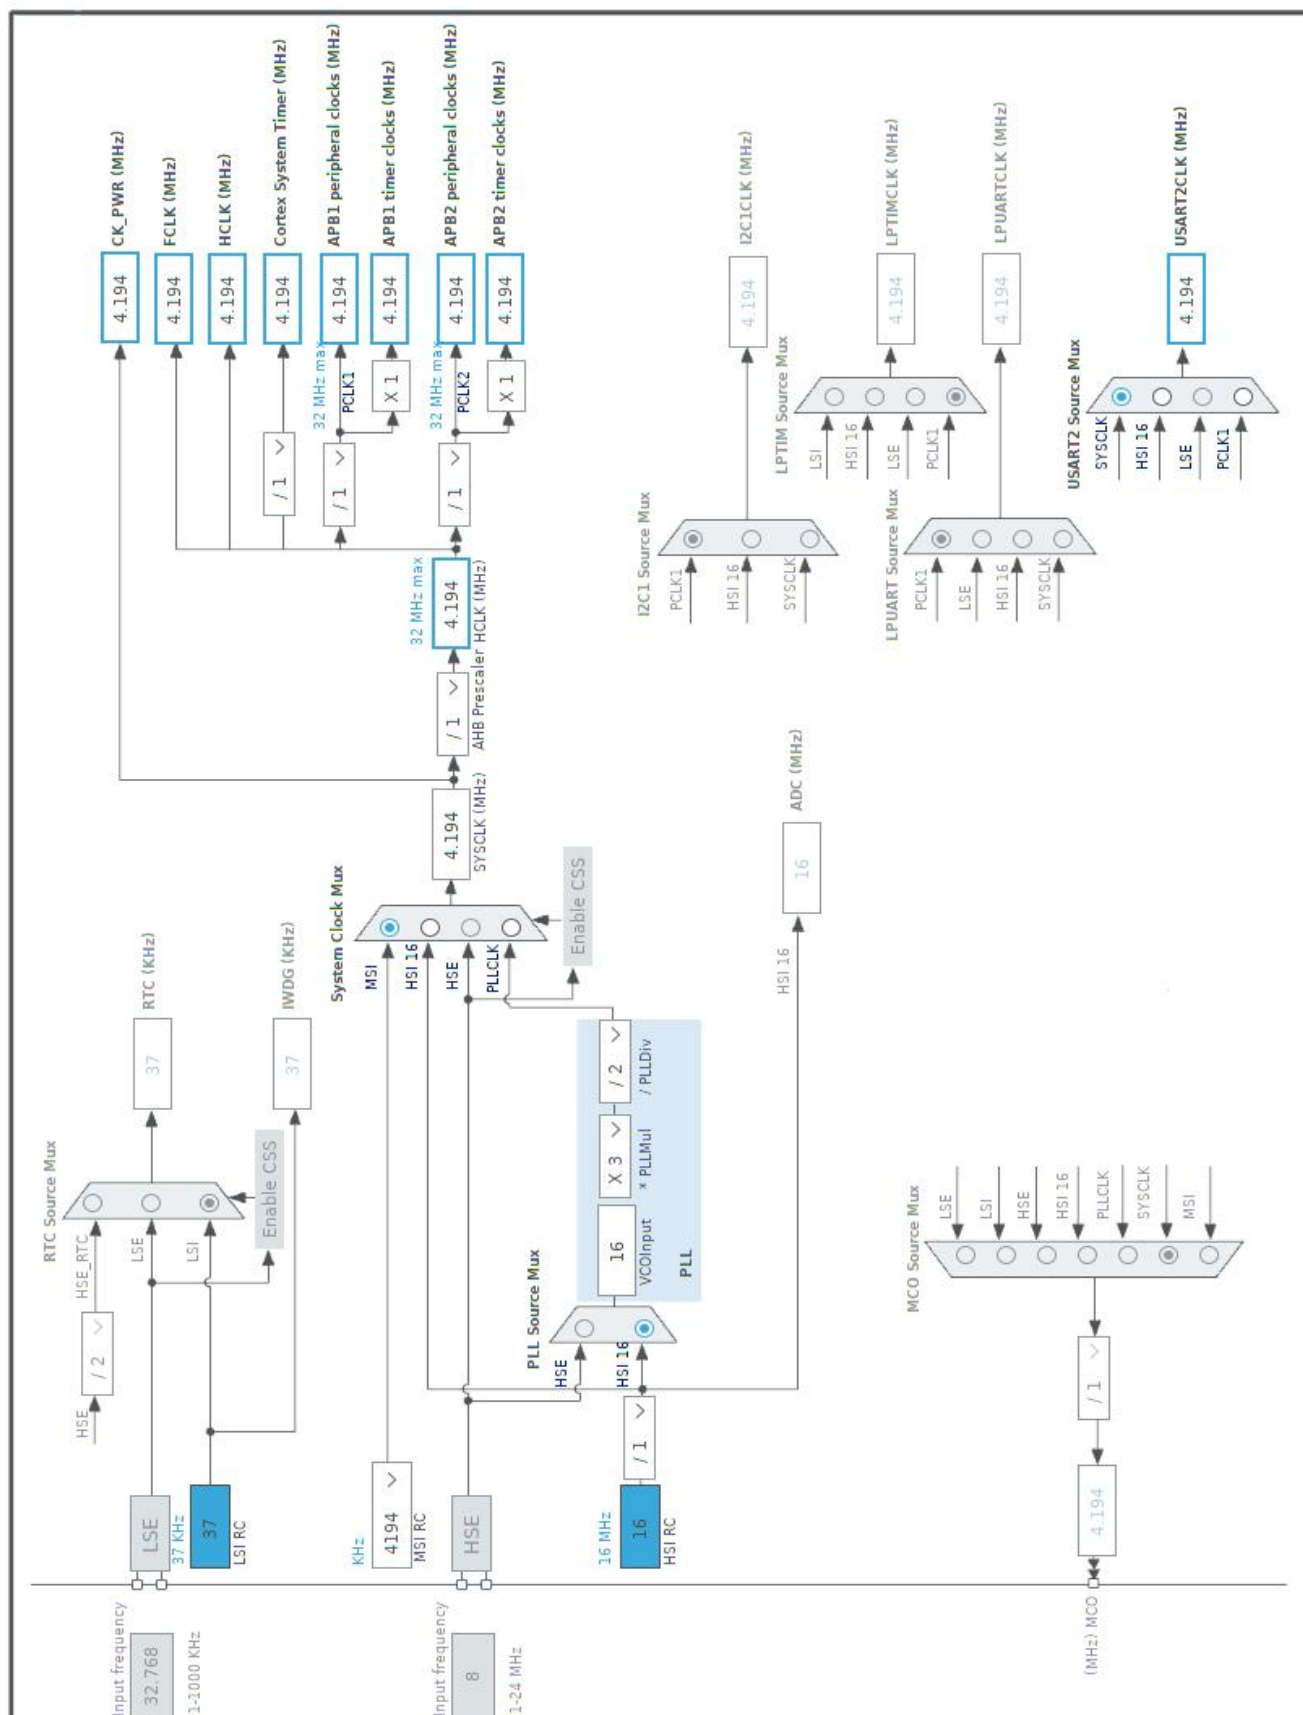 RTC Source Mux
HSE
/ 2
HSE_RTC
LSE
LSI
Enable CSS
37
RTC (KHz)
37
IWDG (KHz)
Input frequency
32.768
1-1000 KHz
LSE
37 KHz
37
LSI RC
KHz
4194
MSI RC
Input frequency
8
1-24 MHz
HSE
16 MHz
16
HSI RC
/ 1
PLL Source Mux
HSE
HSI 16
16
VCOInput
X 3
* PLLMul
/ 2
/ PLLDiv
PLL
System Clock Mux
MSI
HSI 16
HSE
PLLCLK
Enable CSS
4.194
SYSCLK (MHz)
/ 1
AHB Prescaler
32 MHz max
4.194
HCLK (MHz)
4.194
CK_PWR (MHz)
4.194
FCLK (MHz)
4.194
HCLK (MHz)
/ 1
4.194
Cortex System Timer (MHz)
/ 1
32 MHz max
PCLK1
4.194
APB1 peripheral clocks (MHz)
X 1
4.194
APB1 timer clocks (MHz)
/ 1
32 MHz max
PCLK2
4.194
APB2 peripheral clocks (MHz)
X 1
4.194
APB2 timer clocks (MHz)
HSI 16
16
ADC (MHz)
I2C1 Source Mux
PCLK1
HSI 16
SYSCLK
4.194
I2C1CLK (MHz)
LPTIM Source Mux
LSI
HSI 16
LSE
PCLK1
4.194
LPTIMCLK (MHz)
LPUART Source Mux
PCLK1
LSE
HSI 16
SYSCLK
4.194
LPUARTCLK (MHz)
USART2 Source Mux
SYSCLK
HSI 16
LSE
PCLK1
4.194
USART2CLK (MHz)
MCO Source Mux
LSE
LSI
HSE
HSI 16
PLLCLK
SYSCLK
MSI
/ 1
4.194
(MHz) MCO